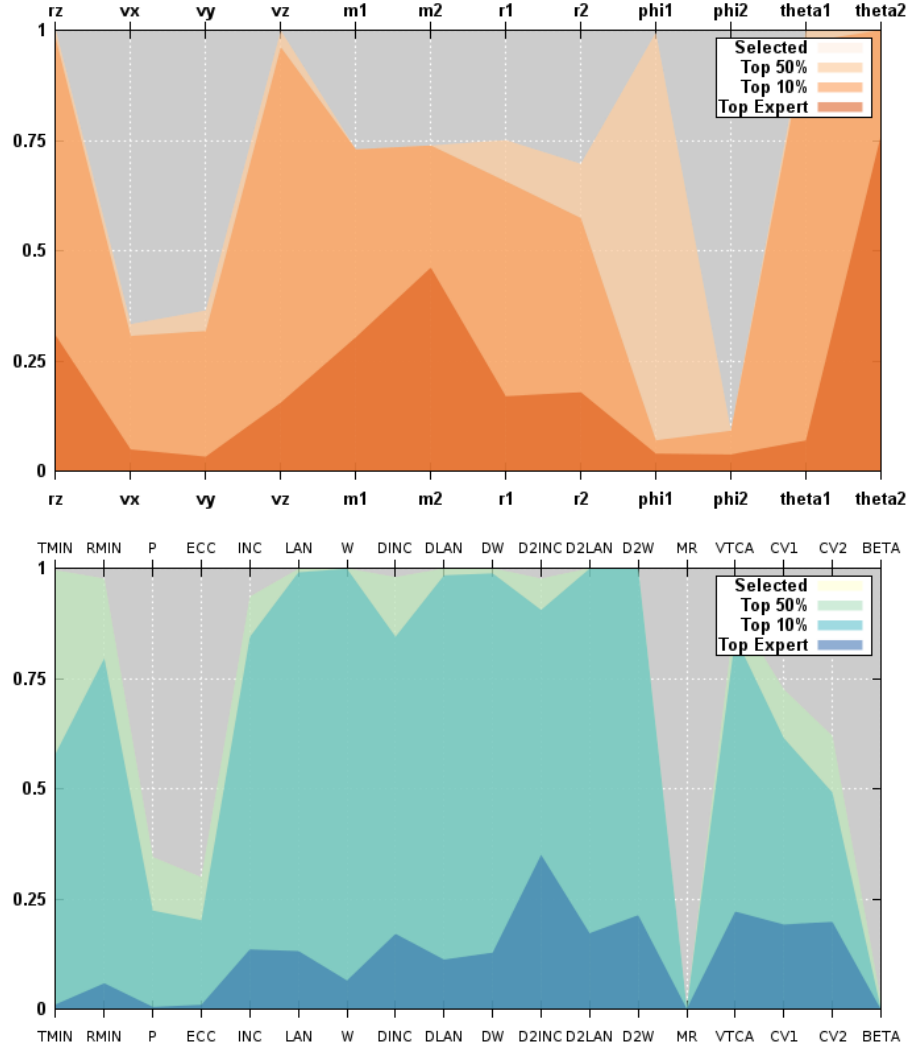 rz vx vy vz m1 m2 r1 r2 phi1 phi2 theta1 theta2
1
Selected
Top 50%
Top 10%
Top Expert
0.75
0.5
0.25
0
rz vx vy vz m1 m2 r1 r2 phi1 phi2 theta1 theta2
TMIN RMIN P ECC INC LAN W DINC DLAN DW D2INC D2LAN D2W MR VTCA CV1 CV2 BETA
1
Selected
Top 50%
Top 10%
Top Expert
0.75
0.5
0.25
0
TMIN RMIN P ECC INC LAN W DINC DLAN DW D2INC D2LAN D2W MR VTCA CV1 CV2 BETA